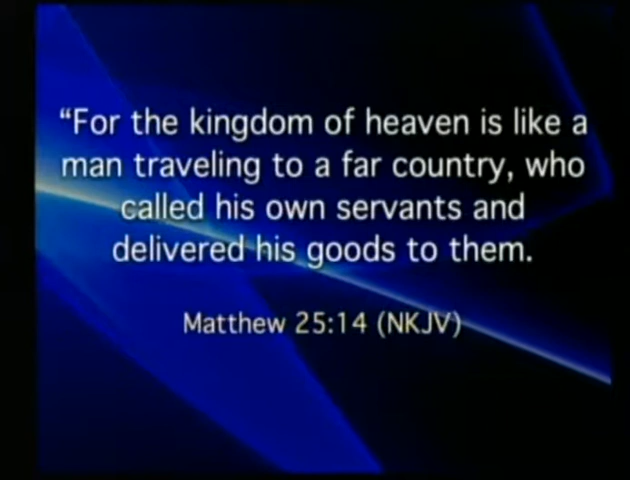 “For the kingdom of heaven is like a
man traveling to a far country, who
called his own servants and
delivered his goods to them.
Matthew 25:14 (NKJV)